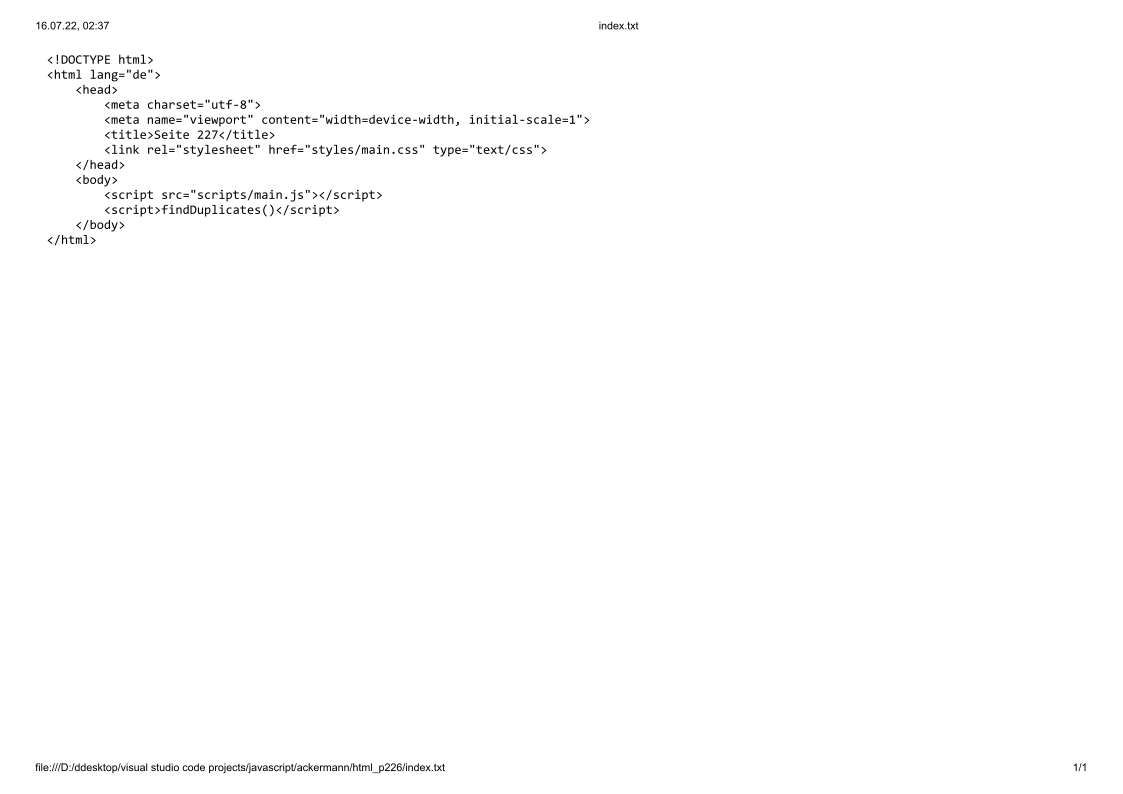 16.07.22, 02:37 index.txt
<!DOCTYPE html>
<html lang="de">
    <head>
        <meta charset="utf-8">
        <meta name="viewport" content="width=device-width, initial-scale=1">
        <title>Seite 227</title>
        <link rel="stylesheet" href="styles/main.css" type="text/css">
    </head>
    <body>
        <script src="scripts/main.js"></script>
        <script>findDuplicates()</script>
    </body>
</html>
file:///D:/ddesktop/visual studio code projects/javascript/ackermann/html_p226/index.txt 1/1